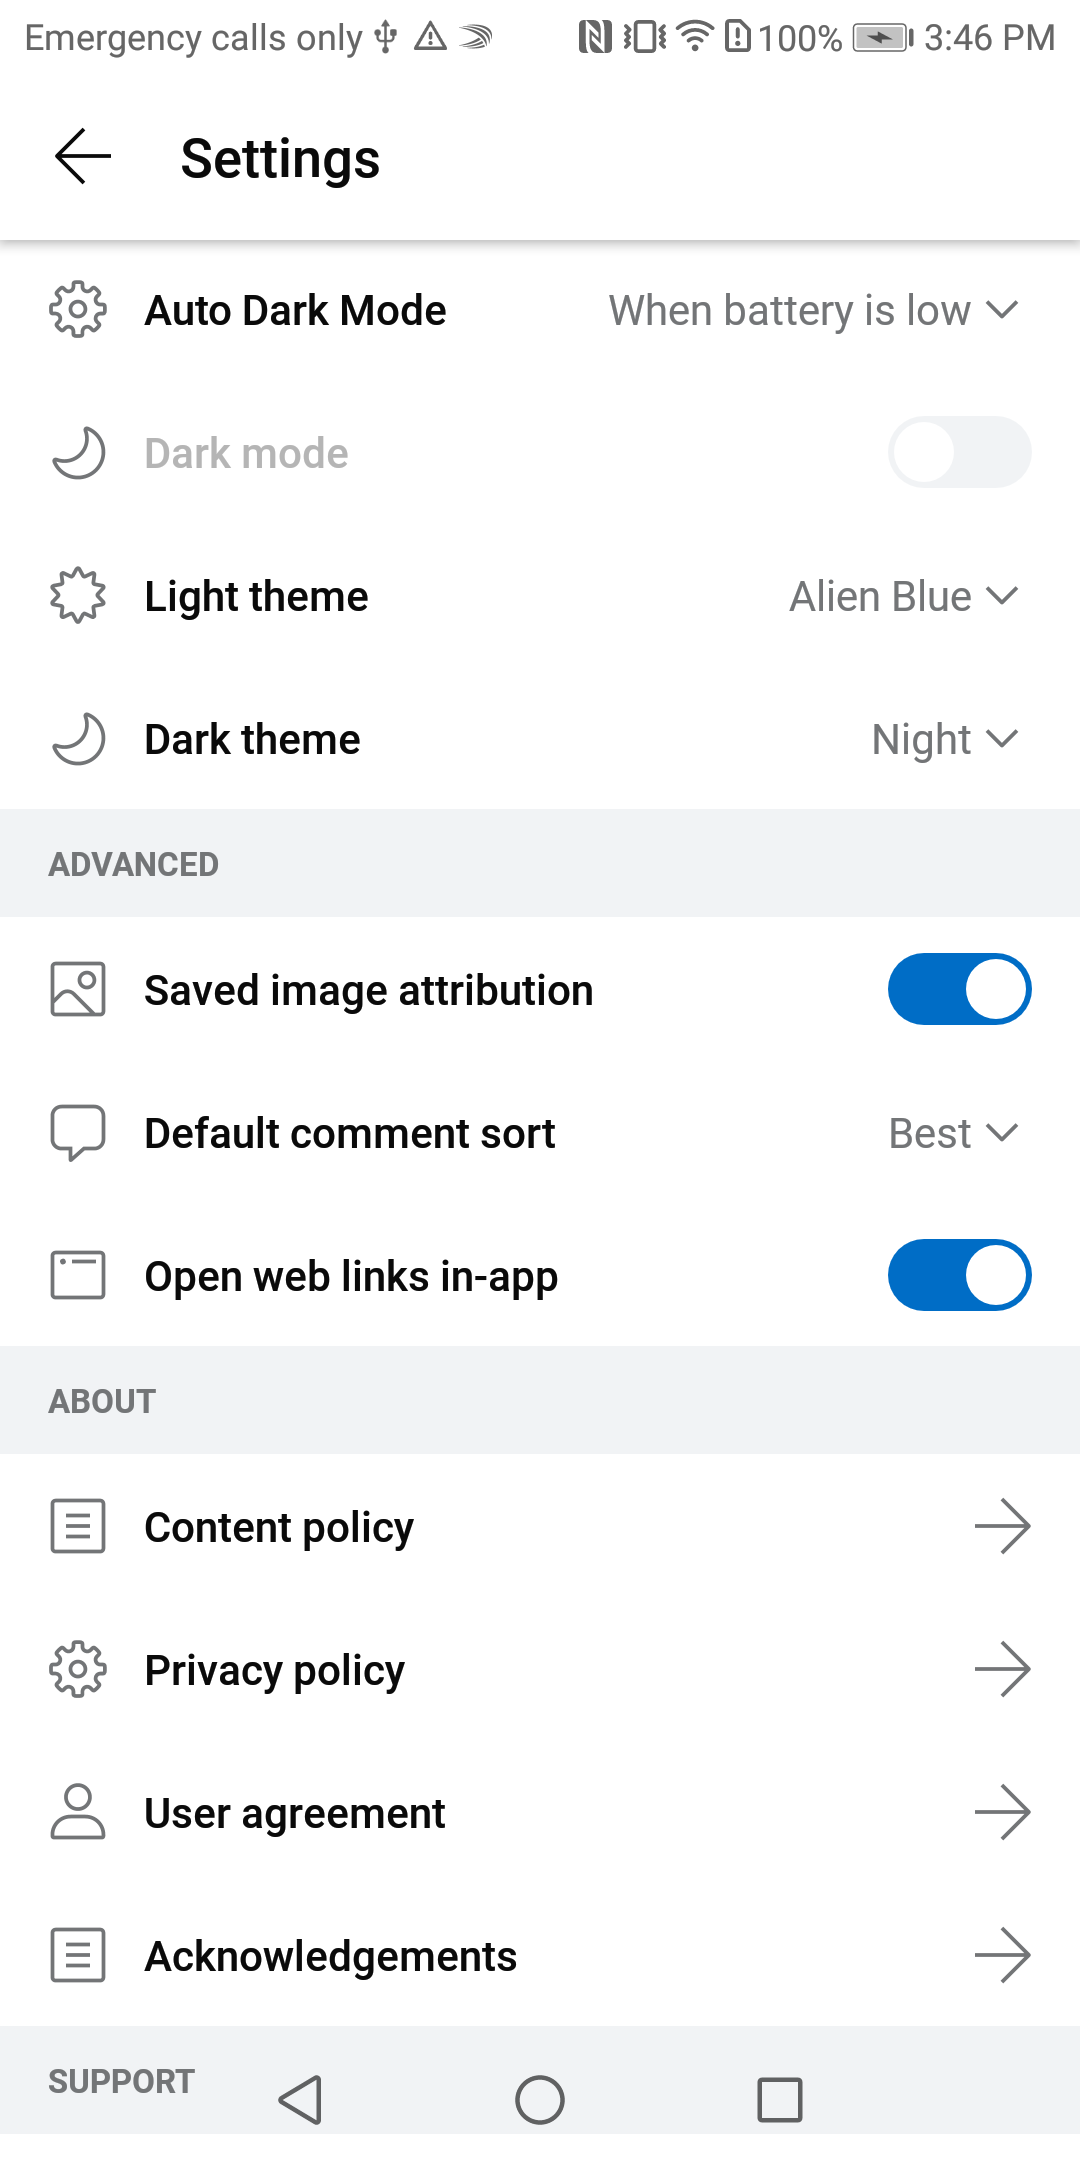 Emergency calls only 100% 3:46 PM
Settings
Auto Dark Mode When battery is low
Dark mode
Light theme Alien Blue
Dark theme Night
ADVANCED
Saved image attribution
Default comment sort Best
Open web links in-app
ABOUT
Content policy
Privacy policy
User agreement
Acknowledgements
SUPPORT